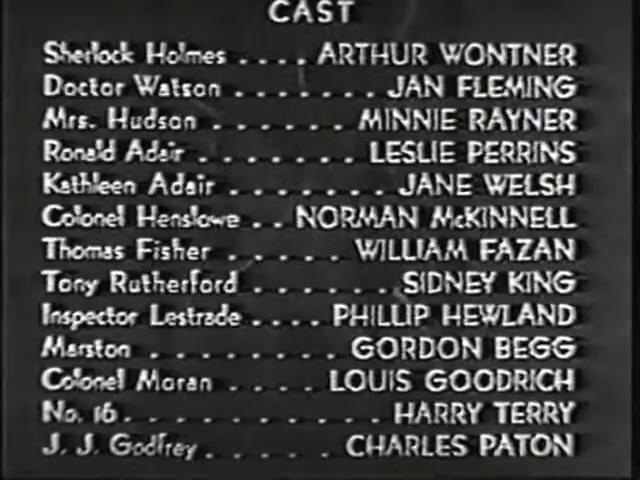 CAST
Sherlock Holmes .... ARTHUR WONTNER
Doctor Watson ....... JAN FLEMING
Mrs. Hudson ....... MINNIE RAYNER
Ronald Adair ........ LESLIE PERRINS
Kathleen Adair ........ JANE WELSH
Colonel Henslowe .. NORMAN McKINNELL
Thomas Fisher ...... WILLIAM FAZAN
Tony Rutherford ....... SIDNEY KING
Inspector Lestrade .... PHILLIP HEWLAND
Marston ......... GORDON BEGG
Colonel Moran .... LOUIS GOODRICH
No. 16............ HARRY TERRY
J. J. Godfrey ...... CHARLES PATON